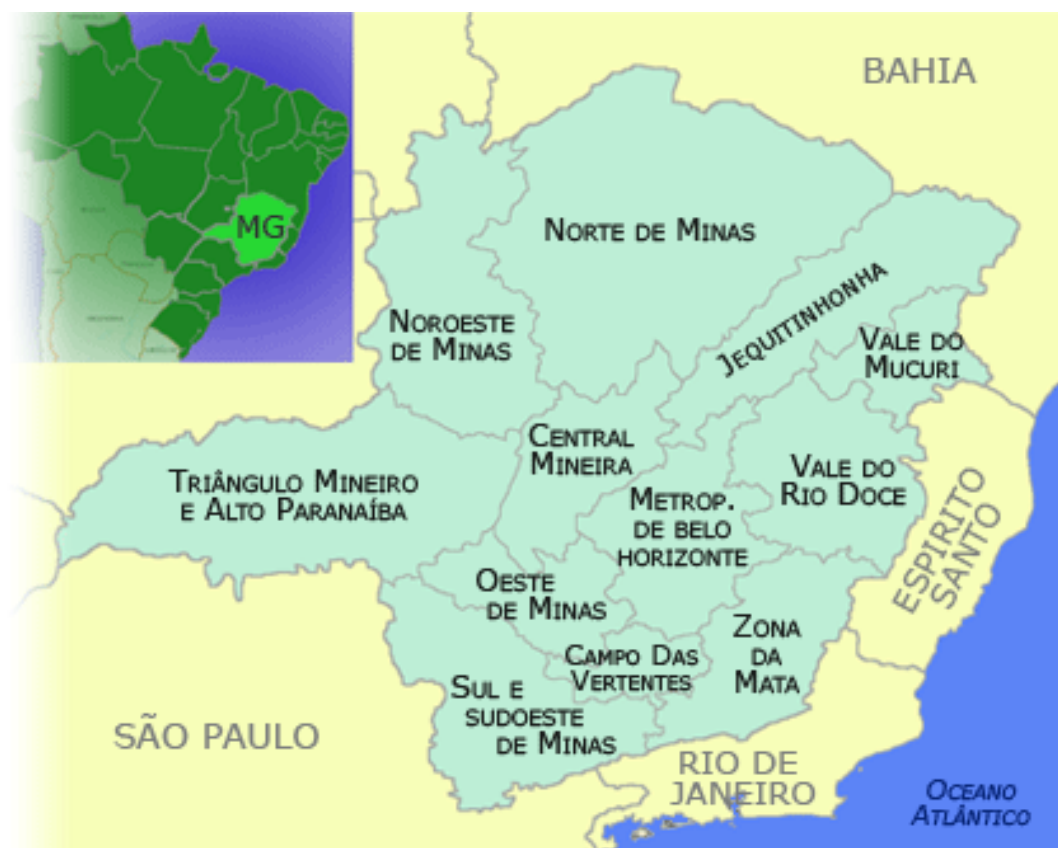 BAHIA
MG
NORTE DE MINAS
JEQUITINHONHA
NOROESTE
DE MINAS
VALE DO
MUCURI
CENTRAL
MINEIRA
TRIÂNGULO MINEIRO
E ALTO PARANAÍBA
VALE DO
RIO DOCE
METROP.
DE BELO
HORIZONTE
ESPIRITO
SANTO
OESTE
DE MINAS
ZONA
DA
MATA
CAMPO DAS
VERTENTES
SUL E
SUDOESTE
DE MINAS
SÃO PAULO
RIO DE
JANEIRO
OCEANO
ATLÂNTICO